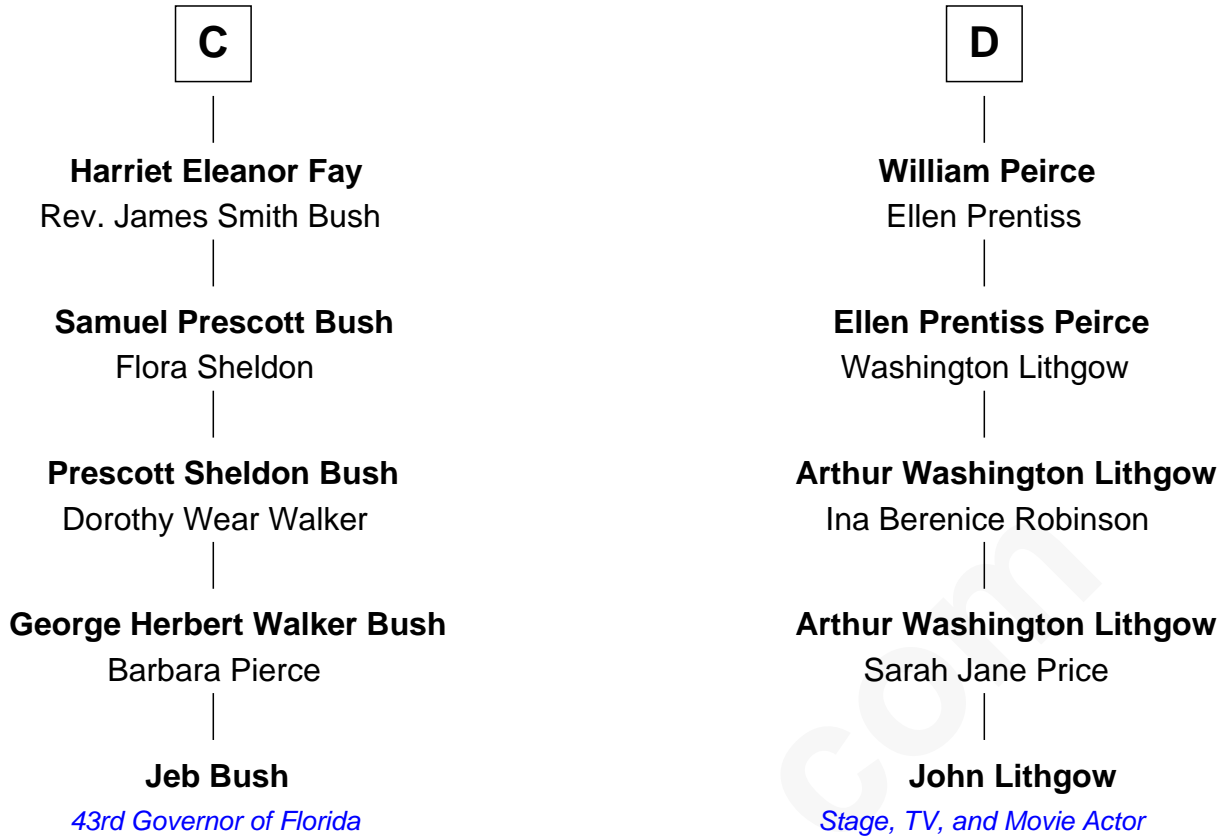 C
Harriet Eleanor Fay
Rev. James Smith Bush
Samuel Prescott Bush
Flora Sheldon
Prescott Sheldon Bush
Dorothy Wear Walker
George Herbert Walker Bush
Barbara Pierce
Jeb Bush
43rd Governor of Florida
D
William Peirce
Ellen Prentiss
Ellen Prentiss Peirce
Washington Lithgow
Arthur Washington Lithgow
Ina Berenice Robinson
Arthur Washington Lithgow
Sarah Jane Price
John Lithgow
Stage, TV, and Movie Actor
com